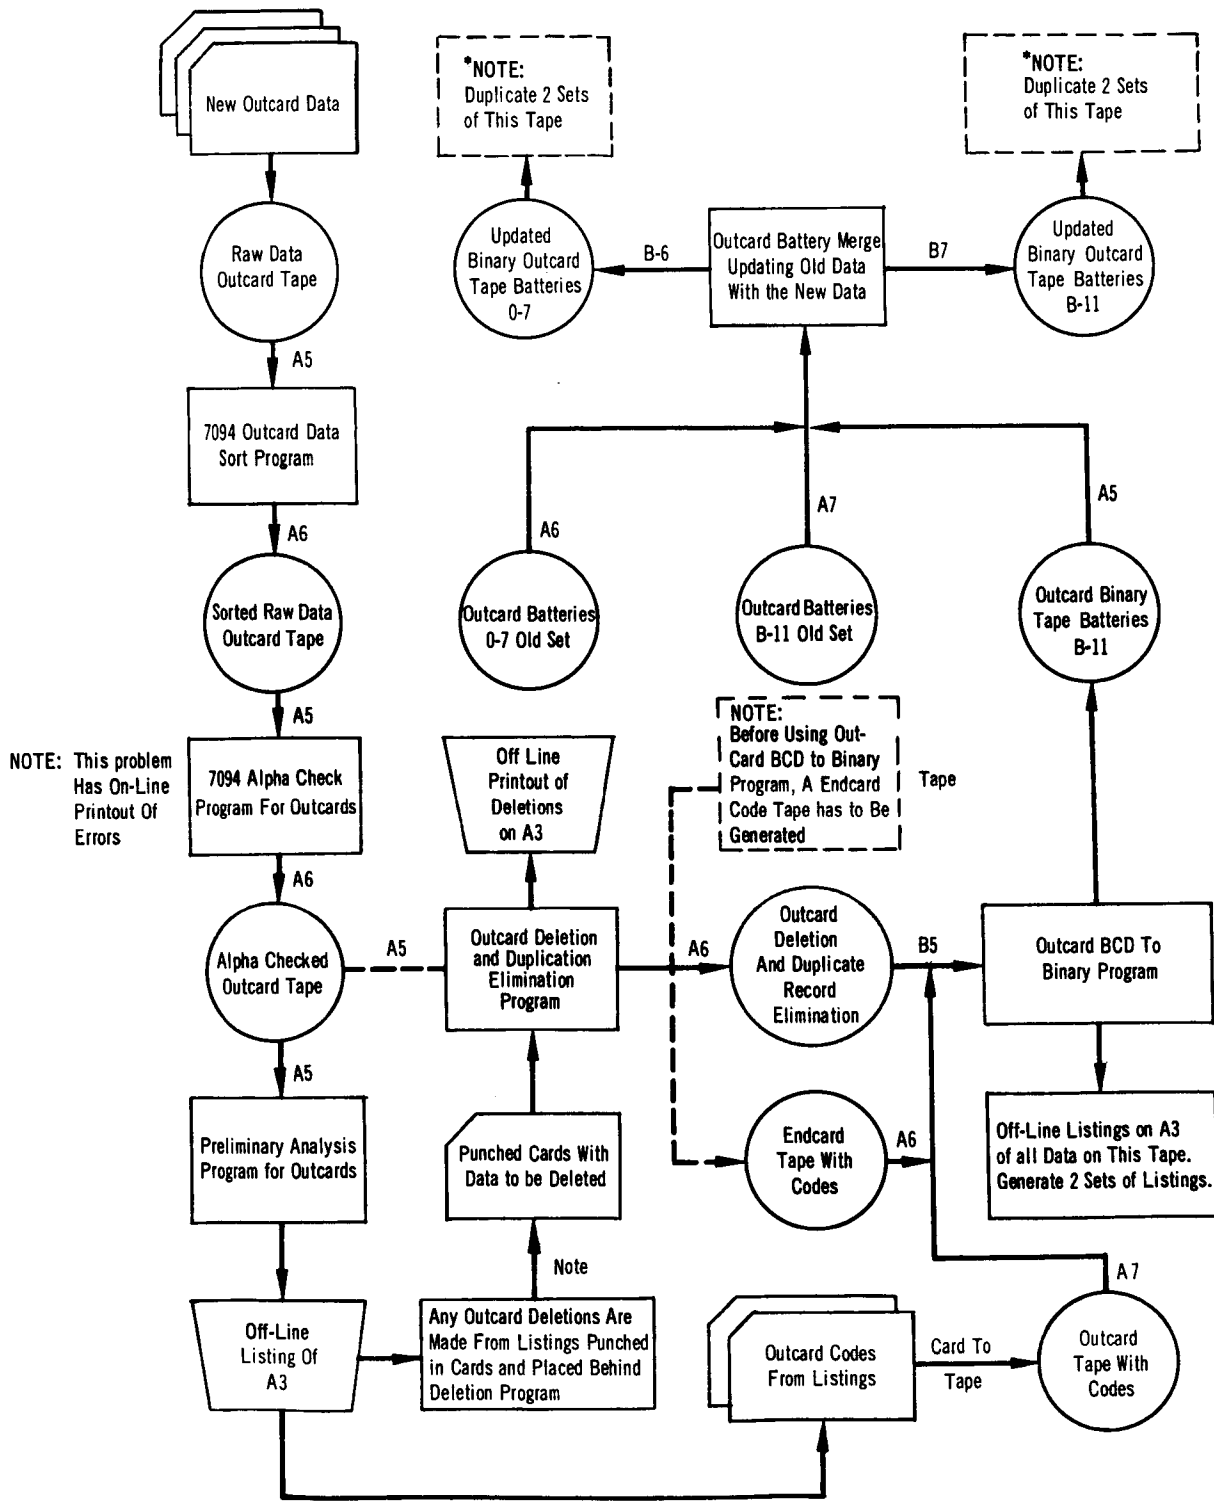 New Outcard Data
*NOTE:
Duplicate 2 Sets
of This Tape
*NOTE:
Duplicate 2 Sets
of This Tape
Raw Data
Outcard Tape
Updated
Binary Outcard
Tape Batteries
0-7
B-6
Outcard Battery Merge
Updating Old Data
With the New Data
B7
Updated
Binary Outcard
Tape Batteries
B-11
A5
7094 Outcard Data
Sort Program
A6
A6
A7
A5
Sorted Raw Data
Outcard Tape
Outcard Batteries
0-7 Old Set
Outcard Batteries
B-11 Old Set
Outcard Binary
Tape Batteries
B-11
A5
NOTE: This problem
Has On-Line
Printout Of
Errors
7094 Alpha Check
Program For Outcards
Off Line
Printout of
Deletions
on A3
NOTE:
Before Using Out-
Card BCD to Binary
Program, A Endcard
Code Tape has to Be
Generated
Tape
A6
Alpha Checked
Outcard Tape
A5
Outcard Deletion
and Duplication
Elimination
Program
A6
Outcard
Deletion
And Duplicate
Record
Elimination
B5
Outcard BCD To
Binary Program
A5
Preliminary Analysis
Program for Outcards
Punched Cards With
Data to be Deleted
Endcard
Tape With
Codes
A6
Off-Line Listings on A3
of all Data on This Tape.
Generate 2 Sets of Listings.
Note
A7
Off-Line
Listing Of
A3
Any Outcard Deletions Are
Made From Listings Punched
in Cards and Placed Behind
Deletion Program
Outcard Codes
From Listings
Card To
Tape
Outcard
Tape With
Codes